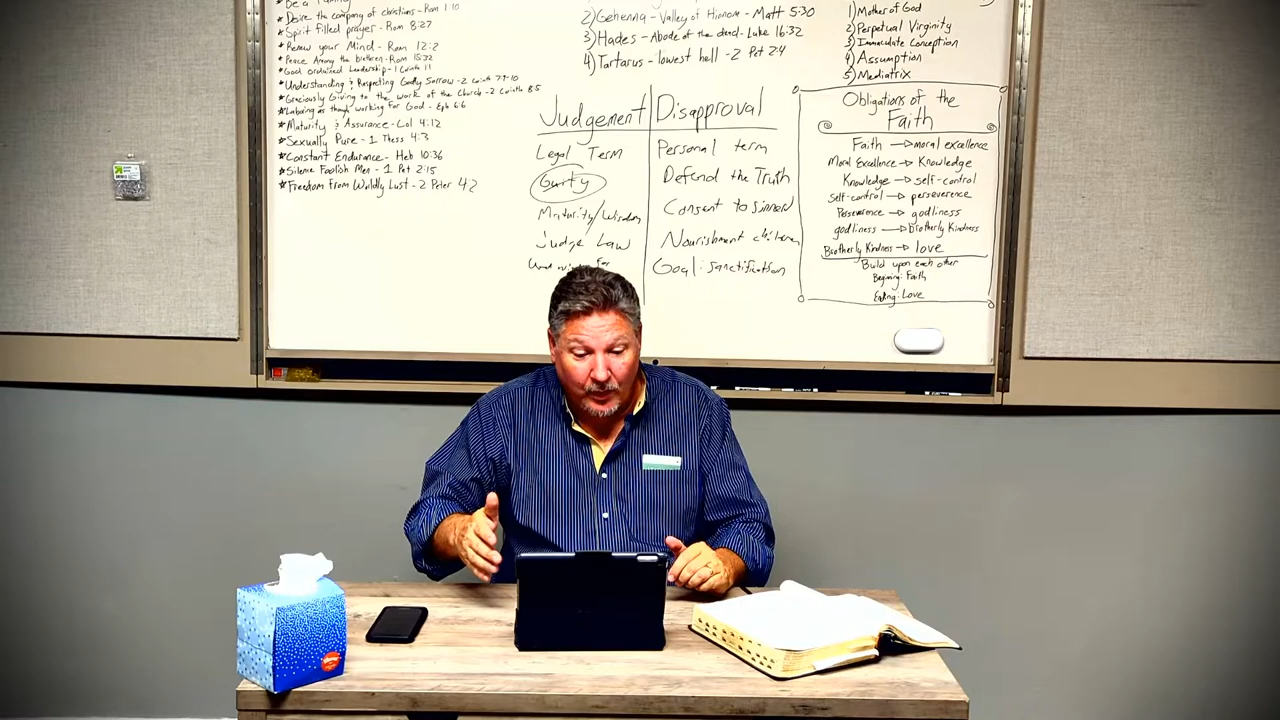 * Be a Family
* Desire the company of christians - Rom 1:10
* Spirit filled prayer - Rom 8:27
* Renew your Mind - Rom 12:2
* Peace Among the brethren - Rom 15:32
* God ordained Leadership - 1 Corinth 1:1
* Understanding & Respecting Godly Sorrow - 2 Corinth 7:9-10
* Graciously Giving to the work of the Church - 2 Corinth 8:5
* Laboring as though working For God - Eph 6:6
* Maturity & Assurance - Col 4:12
* Sexually Pure - 1 Thess 4:3
* Constant Endurance - Heb 10:36
* Silence Foolish Men - 1 Pet 2:15
* Freedom From Worldly Lust - 2 Peter 4:2
2) Gehenna - Valley of Hinnom - Matt 5:30
3) Hades - Abode of the dead - Luke 16:32
4) Tartarus - lowest hell - 2 Pet 2:4
1) Mother of God
2) Perpetual Virginity
3) Immaculate Conception
4) Assumption
5) Mediatrix
Judgement
Legal Term
Guilty
Maturity/Wisdom
Judge Law
Disapproval
Personal term
Defend the Truth
Consent to sinners
Nourishment children
Goal: sanctification
Obligations of the
Faith
Faith → moral excellence
Moral Excellence → Knowledge
Knowledge → self-control
Self-control → perseverence
Perseverence → godliness
godliness → Brotherly Kindness
Brotherly Kindness → love
Build upon each other
Beginning: Faith
Ending: Love